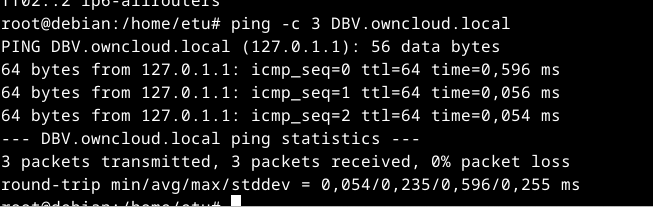 ff02::2 ip6-allrouters
root@debian:/home/etu# ping -c 3 DBV.owncloud.local
PING DBV.owncloud.local (127.0.1.1): 56 data bytes
64 bytes from 127.0.1.1: icmp_seq=0 ttl=64 time=0,596 ms
64 bytes from 127.0.1.1: icmp_seq=1 ttl=64 time=0,056 ms
64 bytes from 127.0.1.1: icmp_seq=2 ttl=64 time=0,054 ms
--- DBV.owncloud.local ping statistics ---
3 packets transmitted, 3 packets received, 0% packet loss
round-trip min/avg/max/stddev = 0,054/0,235/0,596/0,255 ms
root@debian:/home/etu#